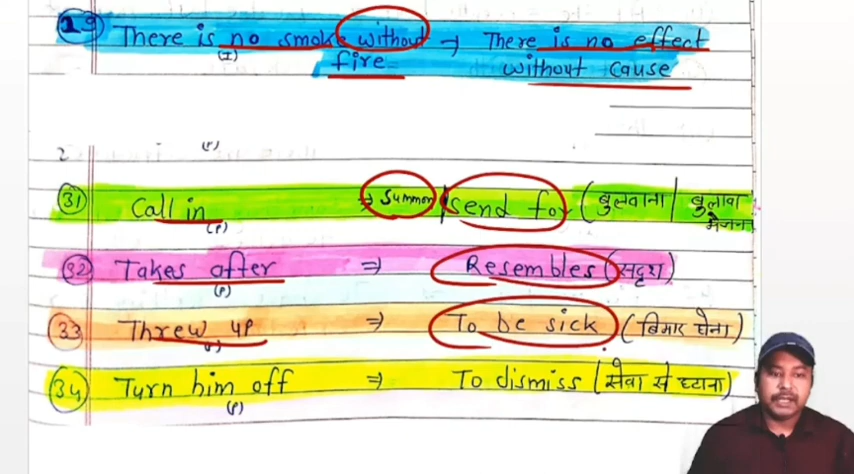 29 There is no smoke without → There is no effect
(I)
fire without cause
2 (P)
31 Call in ⇒ Summon / Send for (बुलवाना / बुलावा
(P) भेजना
32 Takes after ⇒ Resembles (सदृश)
(P)
33 Threw up ⇒ To be sick (बिमार होना)
34 Turn him off ⇒ To dismiss (सेवा से हटाना)
(P)